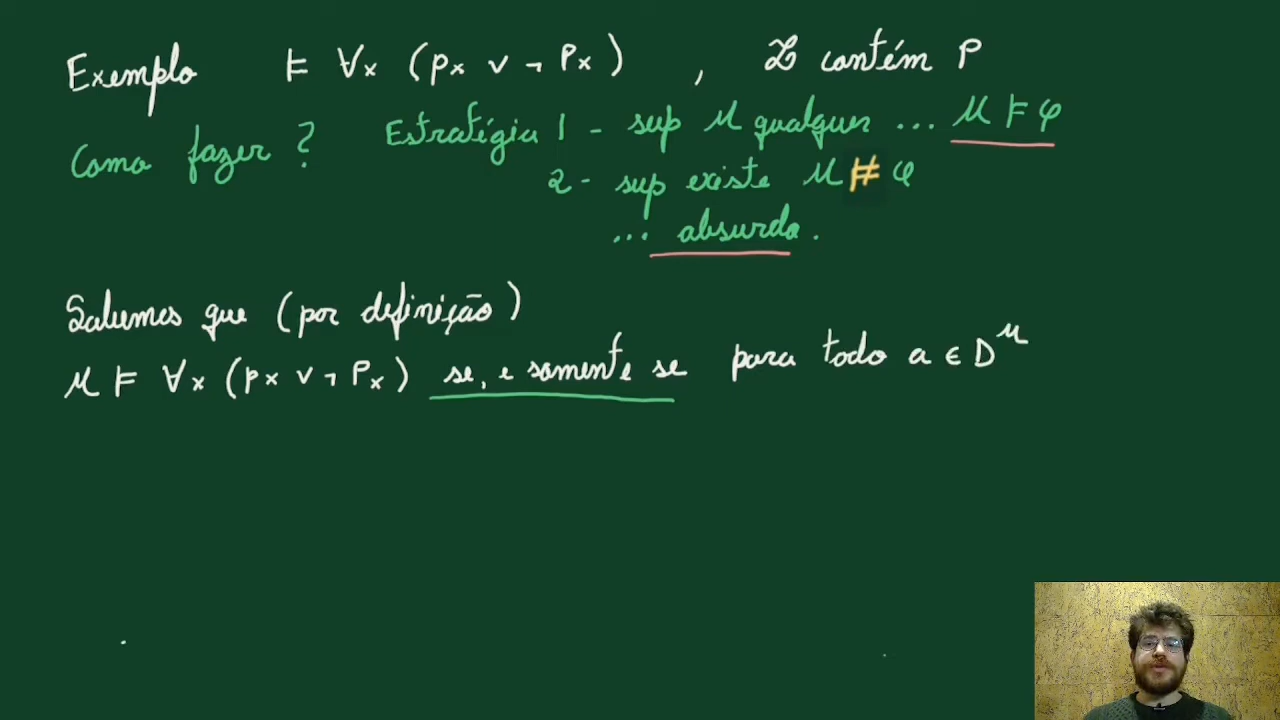 Exemplo ⊨ ∀x (Px ∨ ¬ Px) , L contém P
Como fazer ? Estratégia 1 - sup M qualquer ... M ⊨ φ
2 - sup existe M ⊭ φ
... absurdo .
Sabemos que (por definição)
M ⊨ ∀x (Px ∨ ¬ Px) se, e somente se para todo a ∈ D^M